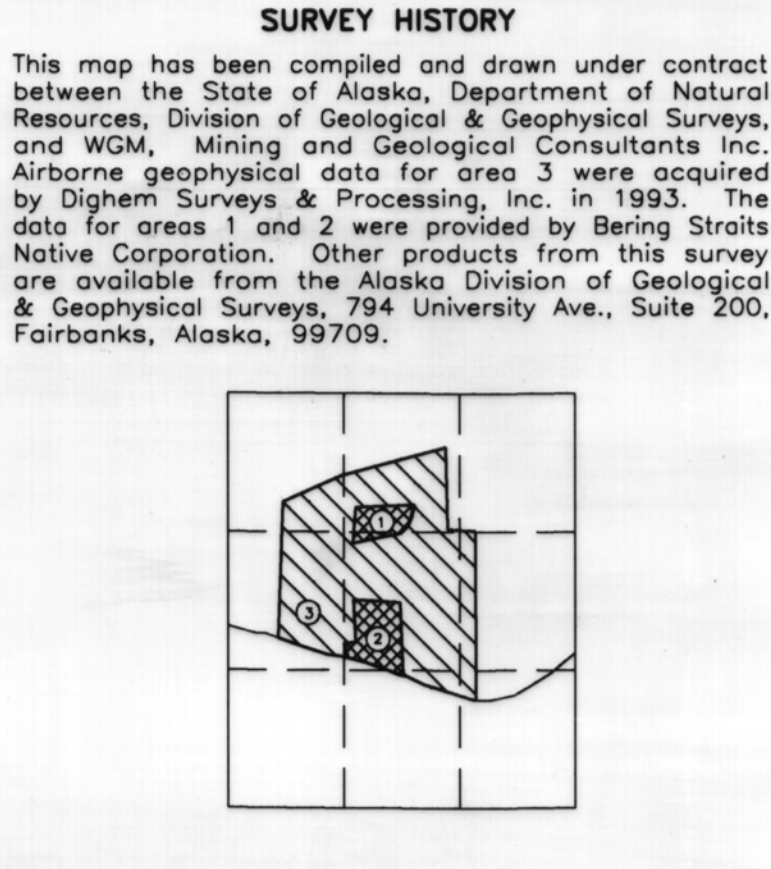 SURVEY HISTORY
This map has been compiled and drawn under contract
between the State of Alaska, Department of Natural
Resources, Division of Geological & Geophysical Surveys,
and WGM, Mining and Geological Consultants Inc.
Airborne geophysical data for area 3 were acquired
by Dighem Surveys & Processing, Inc. in 1993. The
data for areas 1 and 2 were provided by Bering Straits
Native Corporation. Other products from this survey
are available from the Alaska Division of Geological
& Geophysical Surveys, 794 University Ave., Suite 200,
Fairbanks, Alaska, 99709.
1
3
2